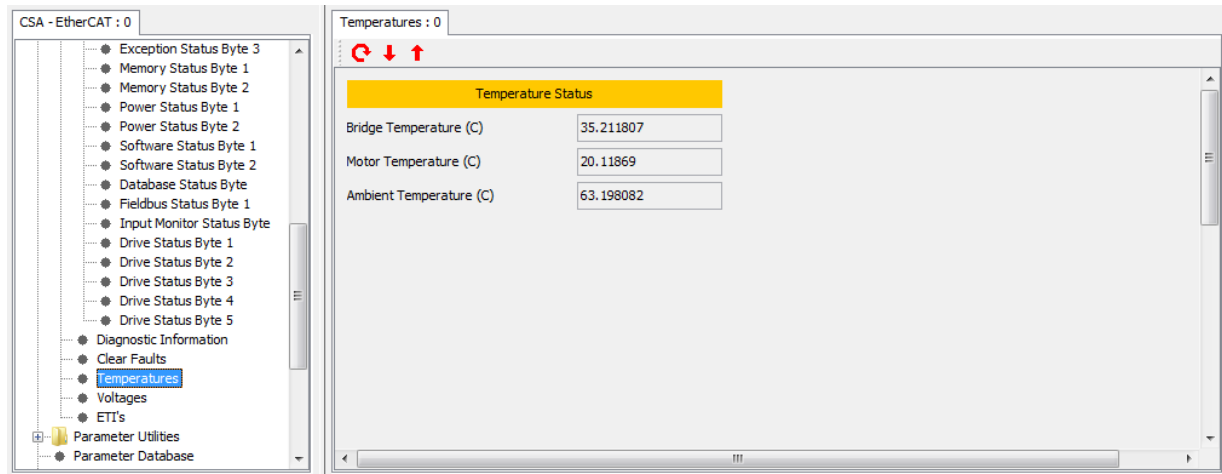 CSA - EtherCAT : 0
Exception Status Byte 3
Memory Status Byte 1
Memory Status Byte 2
Power Status Byte 1
Power Status Byte 2
Software Status Byte 1
Software Status Byte 2
Database Status Byte
Fieldbus Status Byte 1
Input Monitor Status Byte
Drive Status Byte 1
Drive Status Byte 2
Drive Status Byte 3
Drive Status Byte 4
Drive Status Byte 5
Diagnostic Information
Clear Faults
Temperatures
Voltages
ETI's
Parameter Utilities
Parameter Database
Temperatures : 0
Temperature Status
Bridge Temperature (C) 35.211807
Motor Temperature (C) 20.11869
Ambient Temperature (C) 63.198082